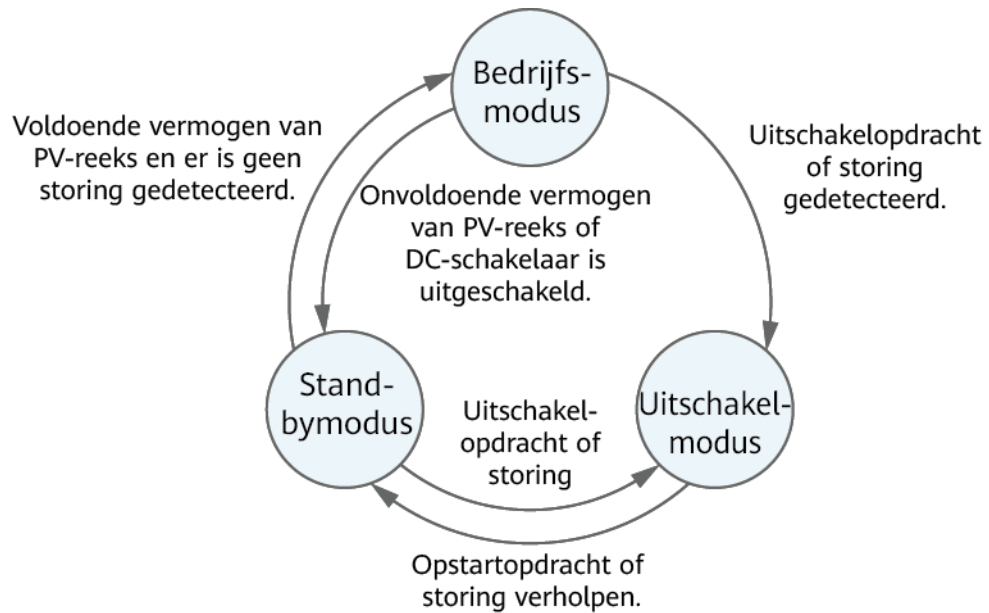 Bedrijfs-
modus
Voldoende vermogen van
PV-reeks en er is geen
storing gedetecteerd.
Uitschakelopdracht
of storing
gedetecteerd.
Onvoldoende vermogen
van PV-reeks of
DC-schakelaar is
uitgeschakeld.
Stand-
bymodus
Uitschakel-
opdracht of
storing
Uitschakel-
modus
Opstartopdracht of
storing verholpen.